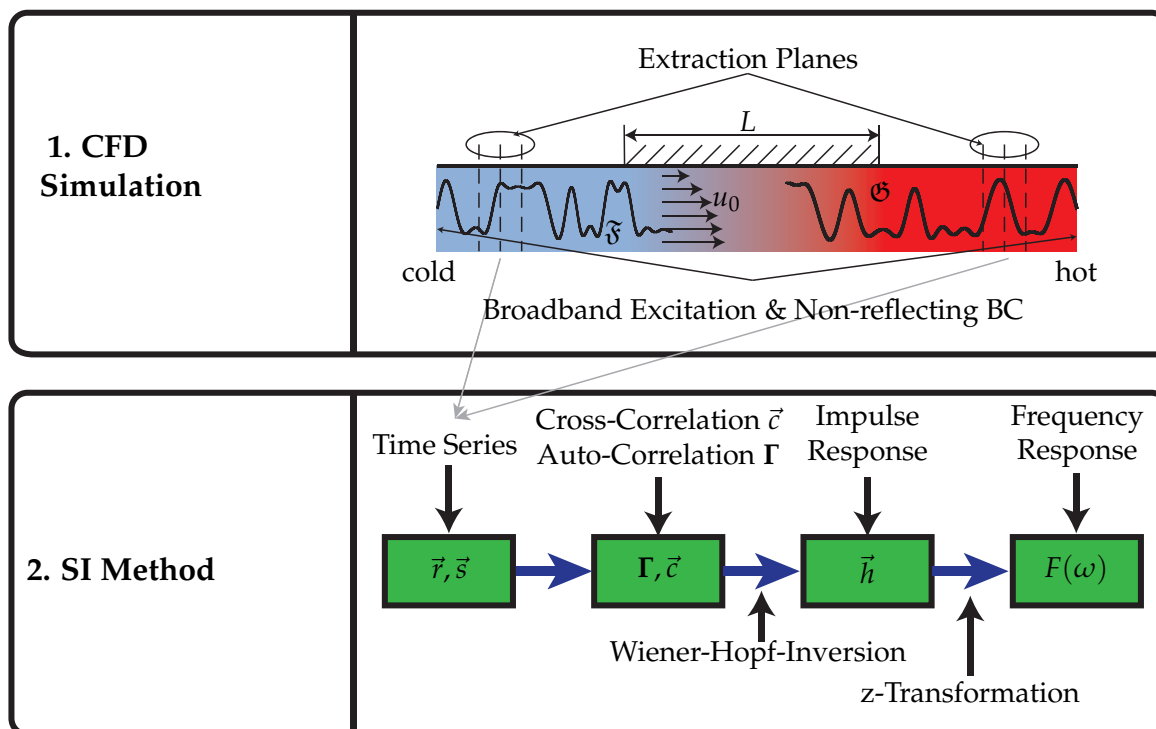 1. CFD
Simulation
Extraction Planes
L
u₀
𝔉
𝔊
cold
hot
Broadband Excitation & Non-reflecting BC
2. SI Method
Time Series
Cross-Correlation c⃗
Auto-Correlation Γ
Impulse
Response
Frequency
Response
r⃗, s⃗
Γ, c⃗
h⃗
F(ω)
Wiener-Hopf-Inversion
z-Transformation